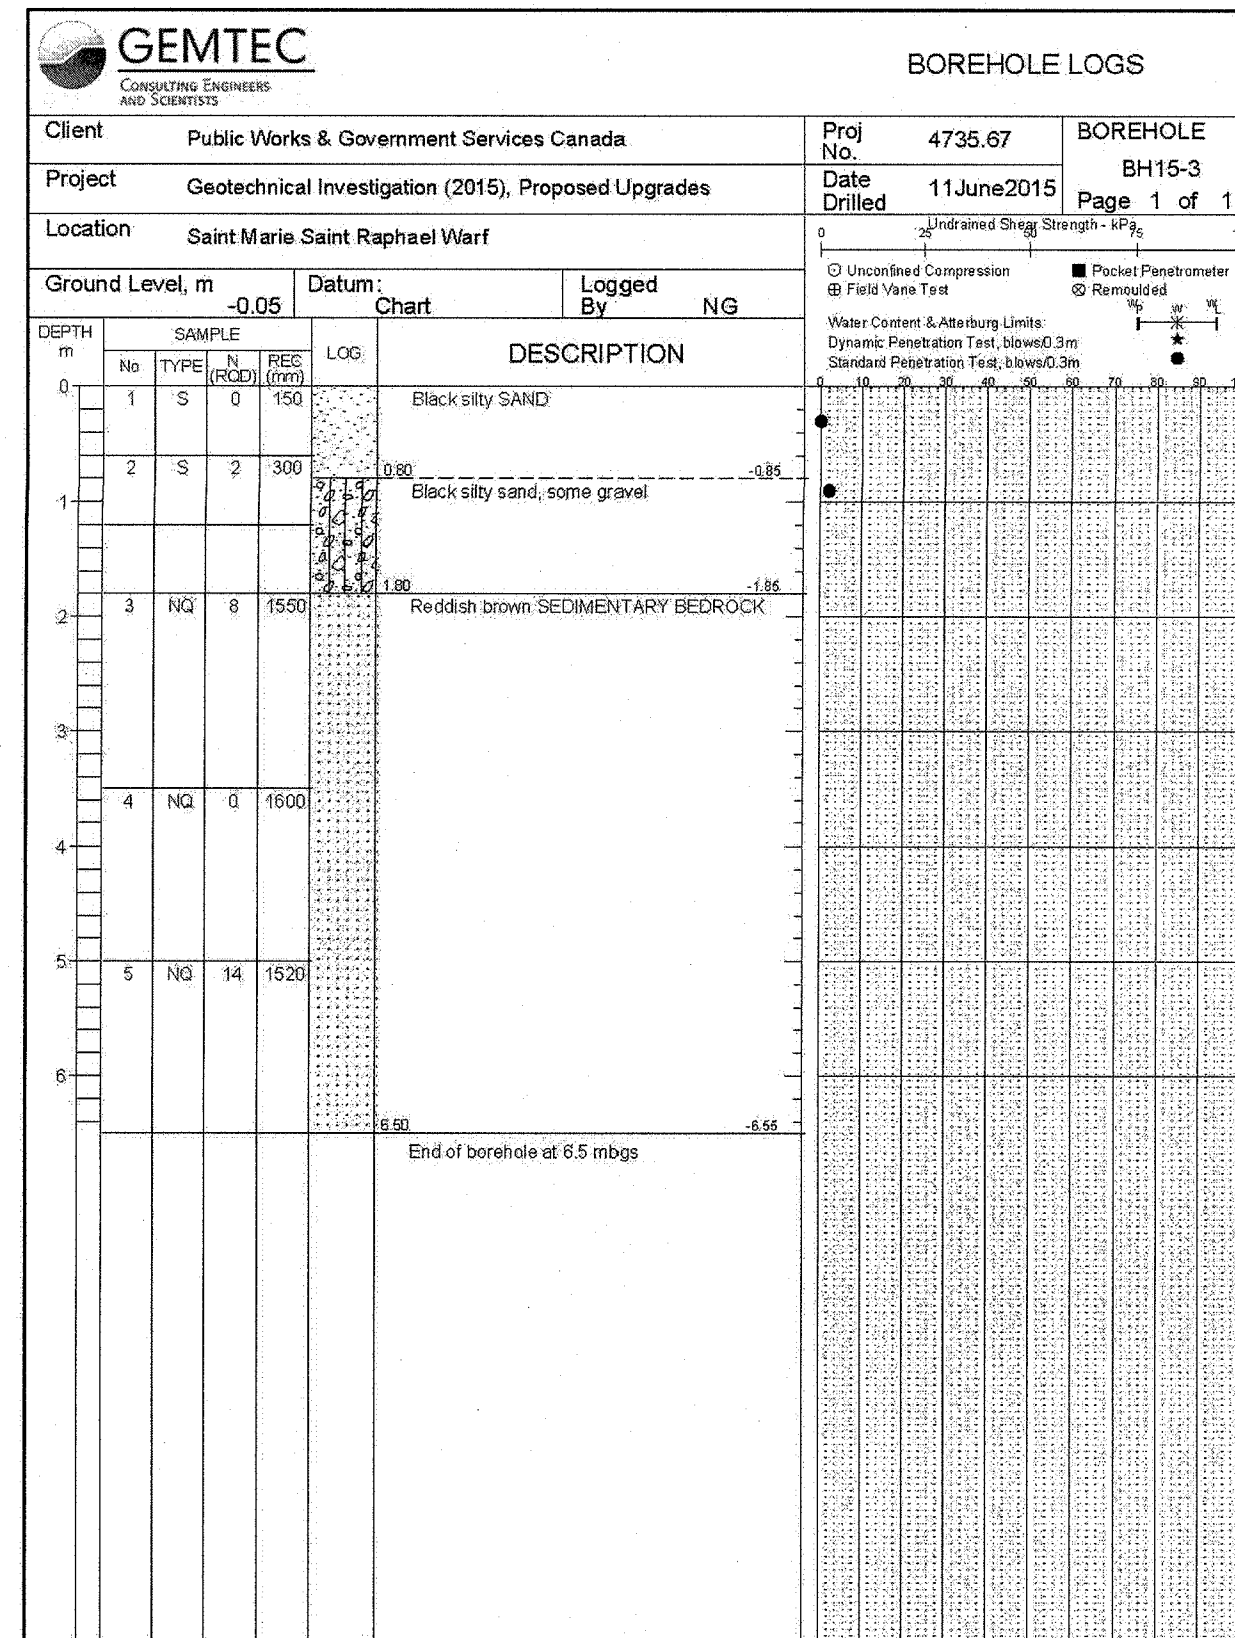 GEMTEC
CONSULTING ENGINEERS
AND SCIENTISTS
BOREHOLE LOGS
Client Public Works & Government Services Canada
Proj No. 4735.67
BOREHOLE
BH15-3
Page 1 of 1
Project Geotechnical Investigation (2015), Proposed Upgrades
Date Drilled 11June2015
Location Saint Marie Saint Raphael Warf
Undrained Shear Strength - kPa
0 25 50 75
Unconfined Compression Pocket Penetrometer
Field Vane Test Remoulded
Ground Level, m -0.05
Datum: Chart
Logged By NG
Water Content & Atterburg Limits: Wp W WL
Dynamic Penetration Test, blows/0.3m
Standard Penetration Test, blows/0.3m
DEPTH m
SAMPLE
No TYPE N (RQD) REC (mm)
LOG
DESCRIPTION
0 10 20 30 40 50 60 70 80 90
0
1 S 0 150 Black silty SAND
2 S 2 300
0.80 -0.85
Black silty sand, some gravel
1
1.80 -1.85
3 NQ 8 1550 Reddish brown SEDIMENTARY BEDROCK
2
3
4 NQ 0 1600
4
5
5 NQ 14 1520
6
6.50 -6.55
End of borehole at 6.5 mbgs